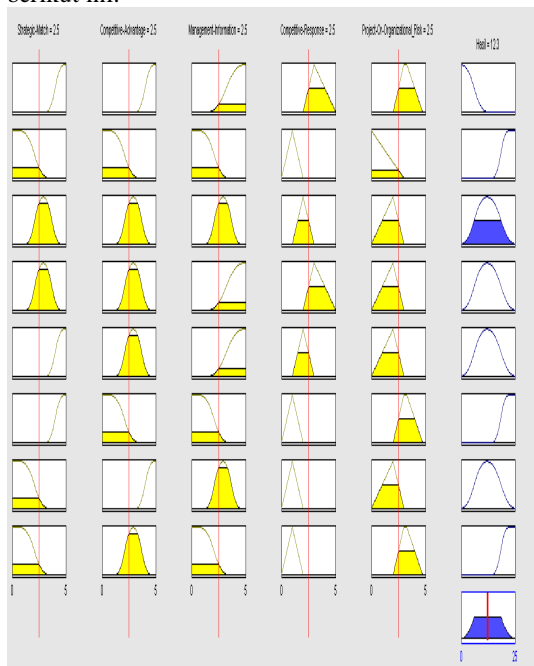 berikut ini:
Strategic-Match = 2.5 Competitive-Advantage = 2.5 Management-Information = 2.5 Competitive-Response = 2.5 Project-Or-Organizational_Risk = 2.5 Hasil = 12.3
0 5 0 5 0 5 0 5 0 5
0 25